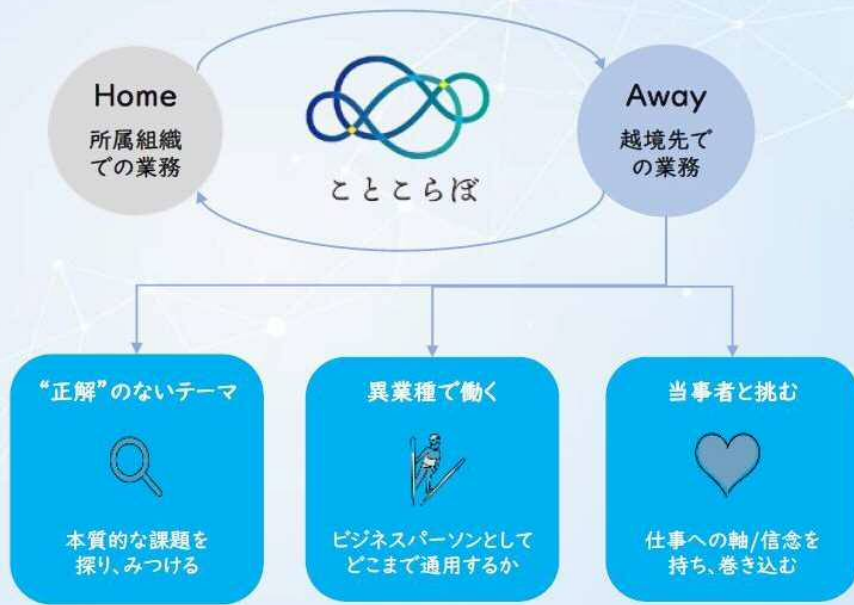 Home
所属組織
での業務
ことこらぼ
Away
越境先で
の業務
“正解”のないテーマ
本質的な課題を
探り、みつける
異業種で働く
ビジネスパーソンとして
どこまで通用するか
当事者と挑む
仕事への軸/信念を
持ち、巻き込む